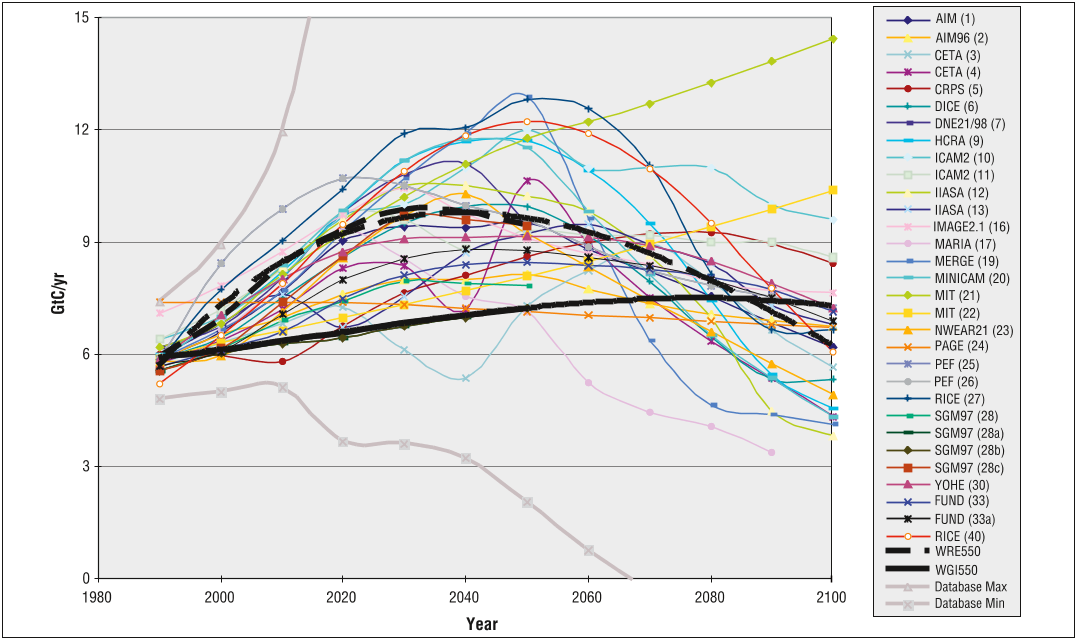 15
12
9
6
3
0
GtC/yr
1980
2000
2020
2040
2060
2080
2100
Year
AIM (1)
AIM96 (2)
CETA (3)
CETA (4)
CRPS (5)
DICE (6)
DNE21/98 (7)
HCRA (9)
ICAM2 (10)
ICAM2 (11)
IIASA (12)
IIASA (13)
IMAGE2.1 (16)
MARIA (17)
MERGE (19)
MINICAM (20)
MIT (21)
MIT (22)
NWEAR21 (23)
PAGE (24)
PEF (25)
PEF (26)
RICE (27)
SGM97 (28)
SGM97 (28a)
SGM97 (28b)
SGM97 (28c)
YOHE (30)
FUND (33)
FUND (33a)
RICE (40)
WRE550
WGI550
Database Max
Database Min